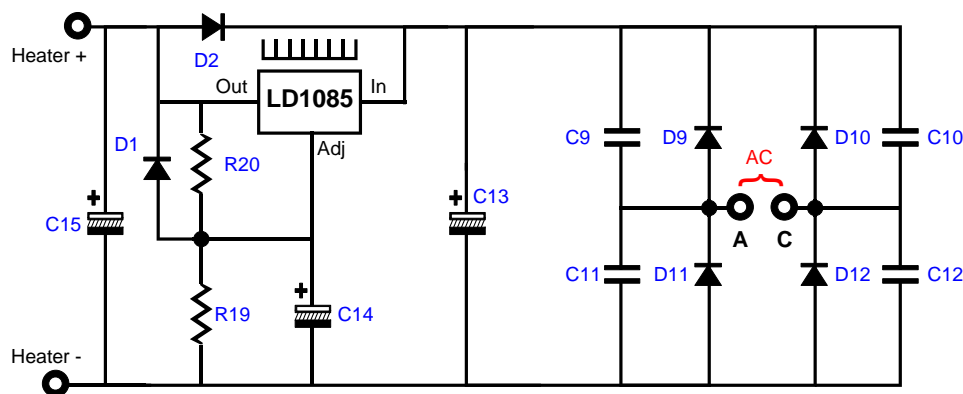 Heater +
D2
Out
LD1085
In
Adj
D1
R20
C9
D9
D10
C10
AC
+
C15
+
C13
A
C
C11
D11
D12
C12
R19
+
C14
Heater -